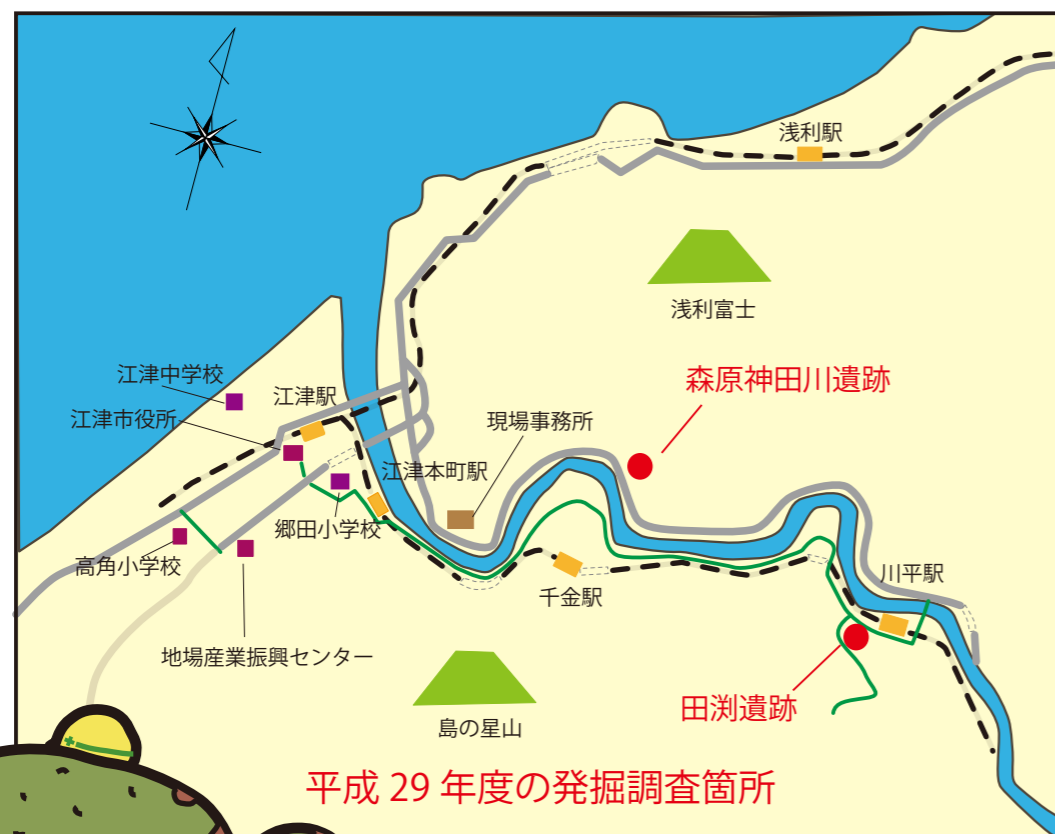 浅利駅
浅利富士
森原神田川遺跡
江津中学校
江津駅
江津市役所
現場事務所
江津本町駅
郷田小学校
高角小学校
川平駅
千金駅
地場産業振興センター
田渕遺跡
島の星山
平成 29 年度の発掘調査箇所